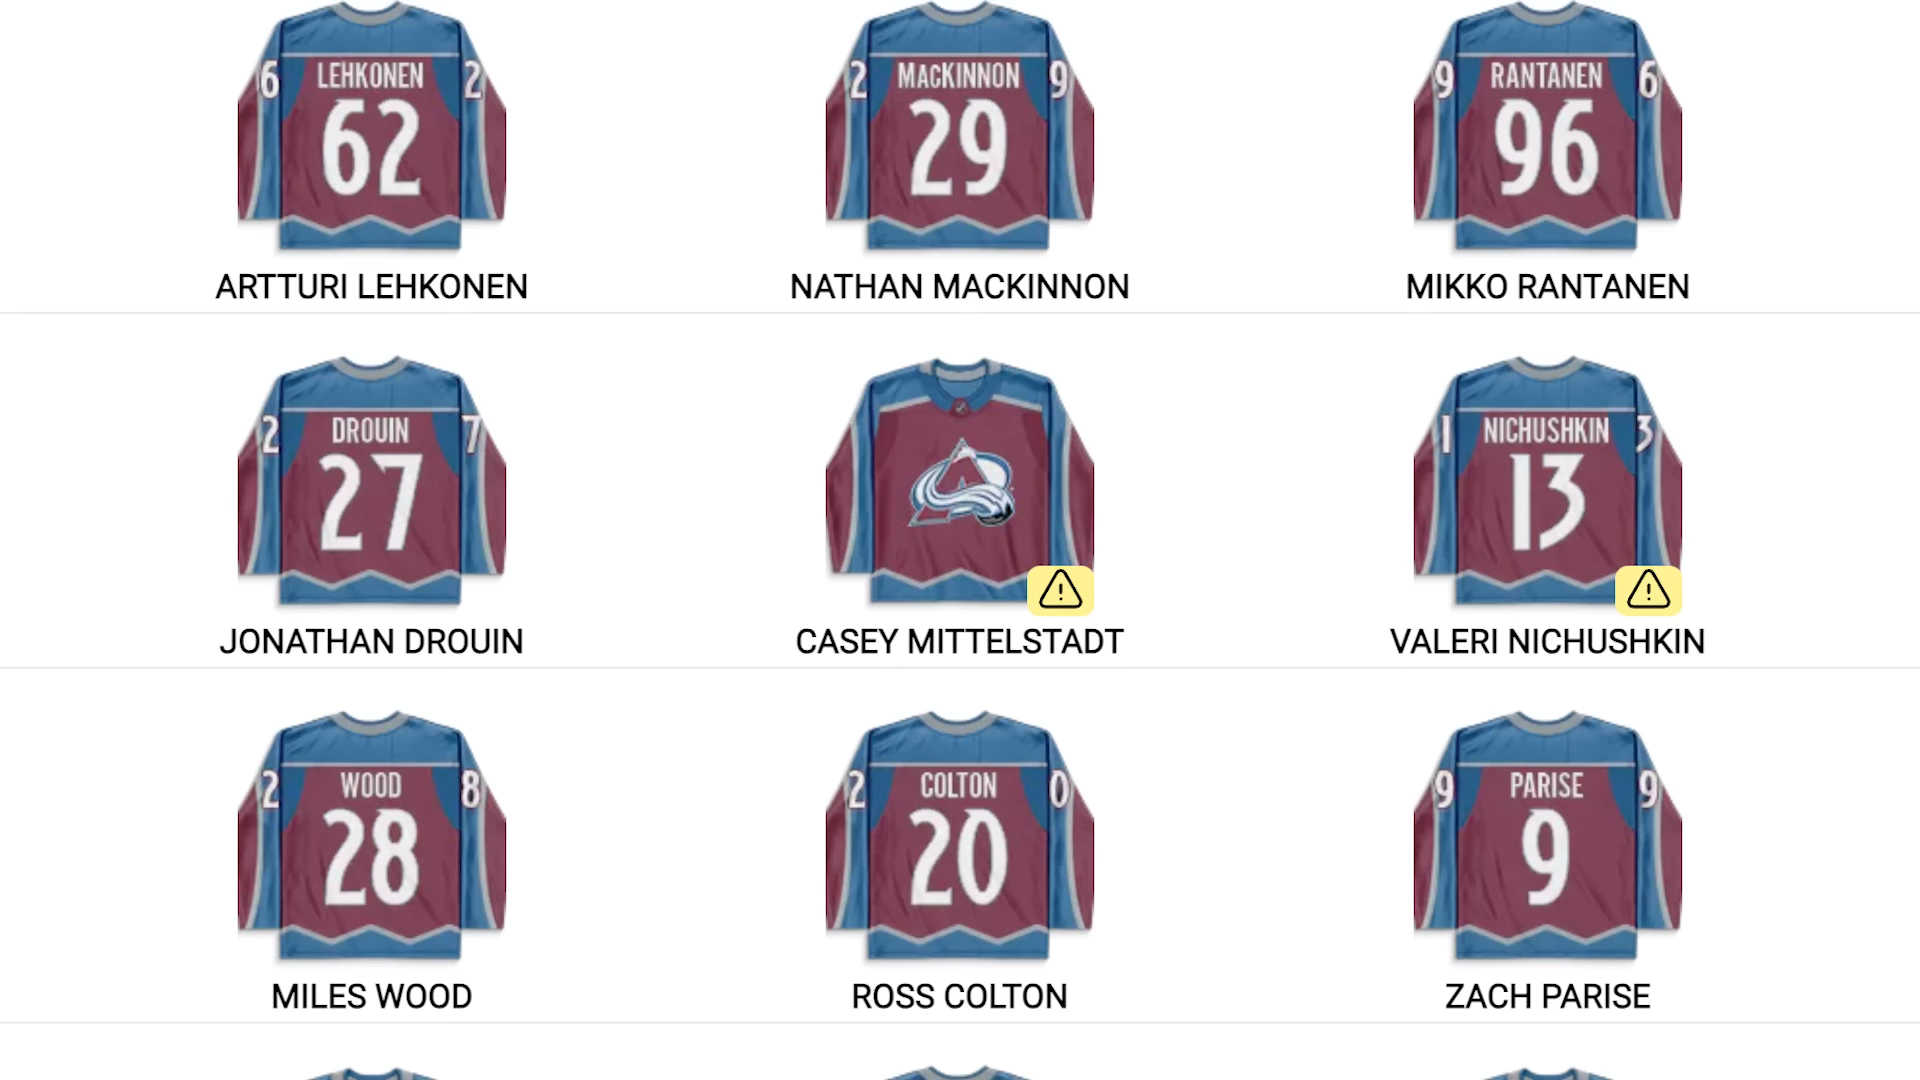 6 LEHKONEN 2
62
ARTTURI LEHKONEN
2 MACKINNON 9
29
NATHAN MACKINNON
9 RANTANEN 6
96
MIKKO RANTANEN
2 DROUIN 7
27
JONATHAN DROUIN
CASEY MITTELSTADT
1 NICHUSHKIN 3
13
VALERI NICHUSHKIN
2 WOOD 8
28
MILES WOOD
2 COLTON 0
20
ROSS COLTON
9 PARISE 9
9
ZACH PARISE